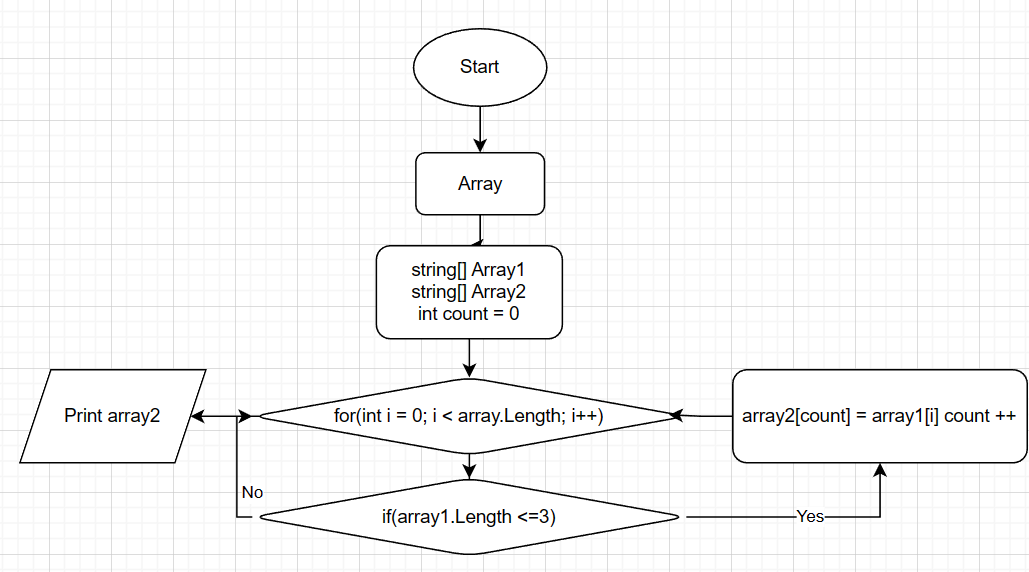 Start
Array
string[] Array1
string[] Array2
int count = 0
Print array2
for(int i = 0; i < array.Length; i++)
array2[count] = array1[i] count ++
No
if(array1.Length <=3)
Yes